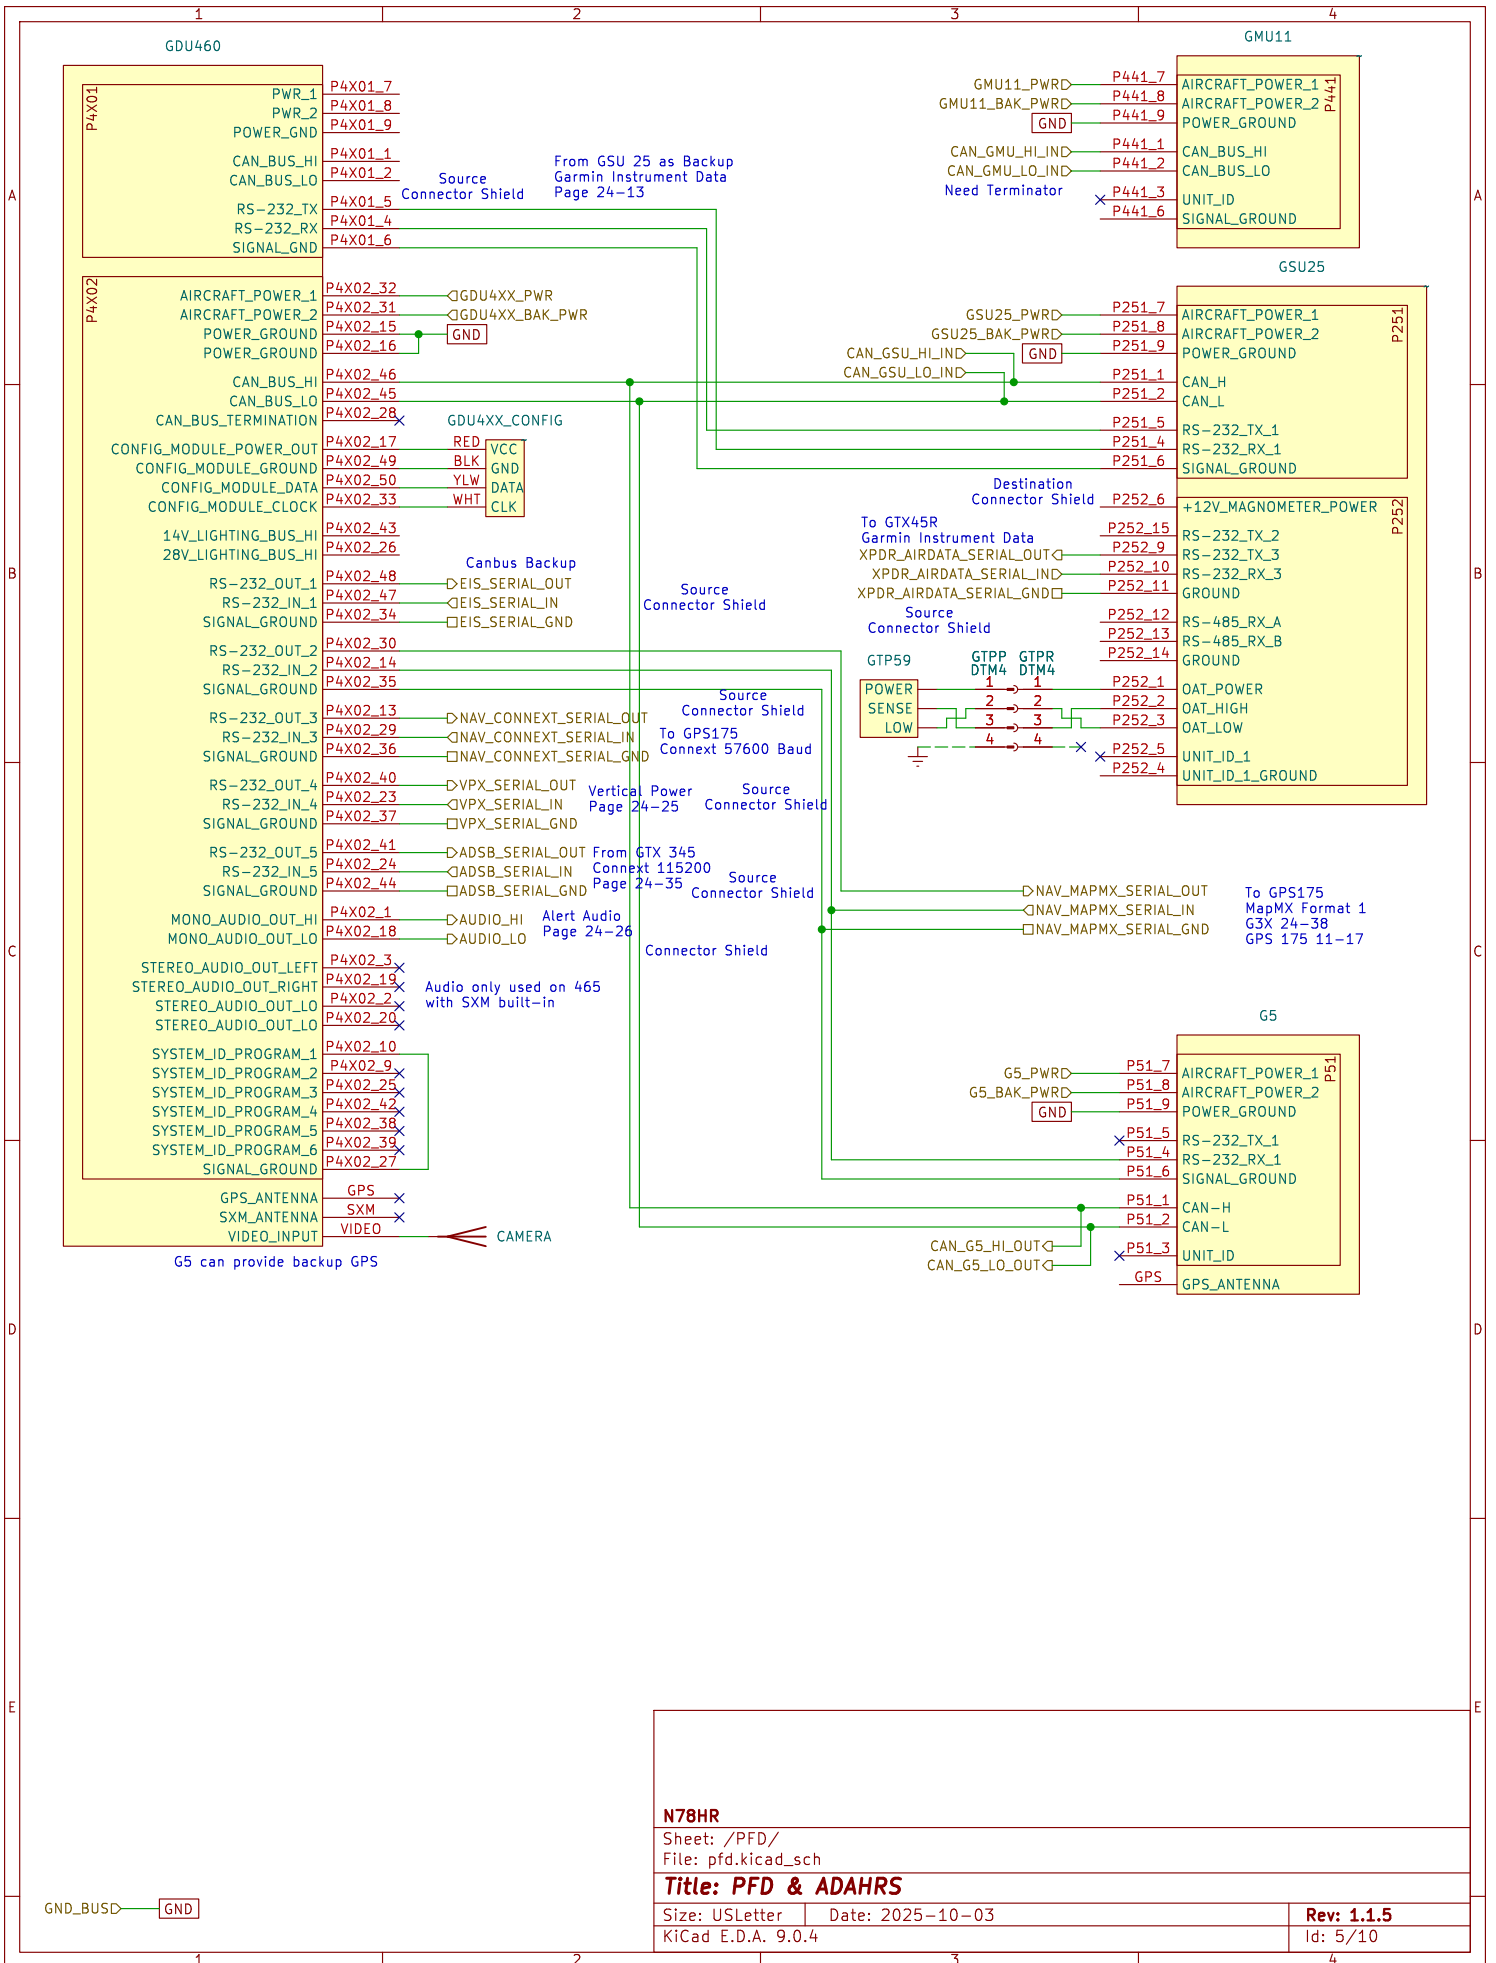 1
2
3
4
A
B
C
D
E
GDU460
P4X01
PWR_1 P4X01_7
PWR_2 P4X01_8
POWER_GND P4X01_9
CAN_BUS_HI P4X01_1
CAN_BUS_LO P4X01_2
RS-232_TX P4X01_5
RS-232_RX P4X01_4
SIGNAL_GND P4X01_6
Source
Connector Shield
From GSU 25 as Backup
Garmin Instrument Data
Page 24-13
P4X02
AIRCRAFT_POWER_1 P4X02_32 GDU4XX_PWR
AIRCRAFT_POWER_2 P4X02_31 GDU4XX_BAK_PWR
POWER_GROUND P4X02_15 GND
POWER_GROUND P4X02_16
CAN_BUS_HI P4X02_46
CAN_BUS_LO P4X02_45
CAN_BUS_TERMINATION P4X02_28
GDU4XX_CONFIG
CONFIG_MODULE_POWER_OUT P4X02_17 RED VCC
CONFIG_MODULE_GROUND P4X02_49 BLK GND
CONFIG_MODULE_DATA P4X02_50 YLW DATA
CONFIG_MODULE_CLOCK P4X02_33 WHT CLK
14V_LIGHTING_BUS_HI P4X02_43
28V_LIGHTING_BUS_HI P4X02_26
Canbus Backup
RS-232_OUT_1 P4X02_48 EIS_SERIAL_OUT
RS-232_IN_1 P4X02_47 EIS_SERIAL_IN
SIGNAL_GROUND P4X02_34 EIS_SERIAL_GND
Source
Connector Shield
RS-232_OUT_2 P4X02_30
RS-232_IN_2 P4X02_14
SIGNAL_GROUND P4X02_35
Source
Connector Shield
RS-232_OUT_3 P4X02_13 NAV_CONNEXT_SERIAL_OUT
RS-232_IN_3 P4X02_29 NAV_CONNEXT_SERIAL_IN
SIGNAL_GROUND P4X02_36 NAV_CONNEXT_SERIAL_GND
To GPS175
Connext 57600 Baud
RS-232_OUT_4 P4X02_40 VPX_SERIAL_OUT
RS-232_IN_4 P4X02_23 VPX_SERIAL_IN
SIGNAL_GROUND P4X02_37 VPX_SERIAL_GND
Vertical Power
Page 24-25
Source
Connector Shield
RS-232_OUT_5 P4X02_41 ADSB_SERIAL_OUT
RS-232_IN_5 P4X02_24 ADSB_SERIAL_IN
SIGNAL_GROUND P4X02_44 ADSB_SERIAL_GND
From GTX 345
Connext 115200
Page 24-35
Source
Connector Shield
MONO_AUDIO_OUT_HI P4X02_1 AUDIO_HI
MONO_AUDIO_OUT_LO P4X02_18 AUDIO_LO
Alert Audio
Page 24-26
Connector Shield
STEREO_AUDIO_OUT_LEFT P4X02_3
STEREO_AUDIO_OUT_RIGHT P4X02_19
STEREO_AUDIO_OUT_LO P4X02_2
STEREO_AUDIO_OUT_LO P4X02_20
Audio only used on 465
with SXM built-in
SYSTEM_ID_PROGRAM_1 P4X02_10
SYSTEM_ID_PROGRAM_2 P4X02_9
SYSTEM_ID_PROGRAM_3 P4X02_25
SYSTEM_ID_PROGRAM_4 P4X02_42
SYSTEM_ID_PROGRAM_5 P4X02_38
SYSTEM_ID_PROGRAM_6 P4X02_39
SIGNAL_GROUND P4X02_27
GPS_ANTENNA GPS
SXM_ANTENNA SXM
VIDEO_INPUT VIDEO CAMERA
G5 can provide backup GPS
GMU11
P441
GMU11_PWR P441_7 AIRCRAFT_POWER_1
GMU11_BAK_PWR P441_8 AIRCRAFT_POWER_2
GND P441_9 POWER_GROUND
CAN_GMU_HI_IN P441_1 CAN_BUS_HI
CAN_GMU_LO_IN P441_2 CAN_BUS_LO
Need Terminator
P441_3 UNIT_ID
P441_6 SIGNAL_GROUND
GSU25
P251
GSU25_PWR P251_7 AIRCRAFT_POWER_1
GSU25_BAK_PWR P251_8 AIRCRAFT_POWER_2
CAN_GSU_HI_IN GND P251_9 POWER_GROUND
CAN_GSU_LO_IN
P251_1 CAN_H
P251_2 CAN_L
P251_5 RS-232_TX_1
P251_4 RS-232_RX_1
P251_6 SIGNAL_GROUND
Destination
Connector Shield
P252
P252_6 +12V_MAGNOMETER_POWER
To GTX45R
Garmin Instrument Data
P252_15 RS-232_TX_2
XPDR_AIRDATA_SERIAL_OUT P252_9 RS-232_TX_3
XPDR_AIRDATA_SERIAL_IN P252_10 RS-232_RX_3
XPDR_AIRDATA_SERIAL_GND P252_11 GROUND
Source
Connector Shield
P252_12 RS-485_RX_A
P252_13 RS-485_RX_B
P252_14 GROUND
GTP59
GTPP GTPR
DTM4 DTM4
POWER 1 1 P252_1 OAT_POWER
SENSE 2 2 P252_2 OAT_HIGH
LOW 3 3 P252_3 OAT_LOW
4 4
P252_5 UNIT_ID_1
P252_4 UNIT_ID_1_GROUND
NAV_MAPMX_SERIAL_OUT
NAV_MAPMX_SERIAL_IN
NAV_MAPMX_SERIAL_GND
To GPS175
MapMX Format 1
G3X 24-38
GPS 175 11-17
G5
P51
G5_PWR P51_7 AIRCRAFT_POWER_1
G5_BAK_PWR P51_8 AIRCRAFT_POWER_2
GND P51_9 POWER_GROUND
P51_5 RS-232_TX_1
P51_4 RS-232_RX_1
P51_6 SIGNAL_GROUND
P51_1 CAN-H
P51_2 CAN-L
CAN_G5_HI_OUT
P51_3 UNIT_ID
CAN_G5_LO_OUT
GPS GPS_ANTENNA
GND_BUS GND
N78HR
Sheet: /PFD/
File: pfd.kicad_sch
Title: PFD & ADAHRS
Size: USLetter Date: 2025-10-03 Rev: 1.1.5
KiCad E.D.A. 9.0.4 Id: 5/10
A
B
C
D
E
1
2
3
4